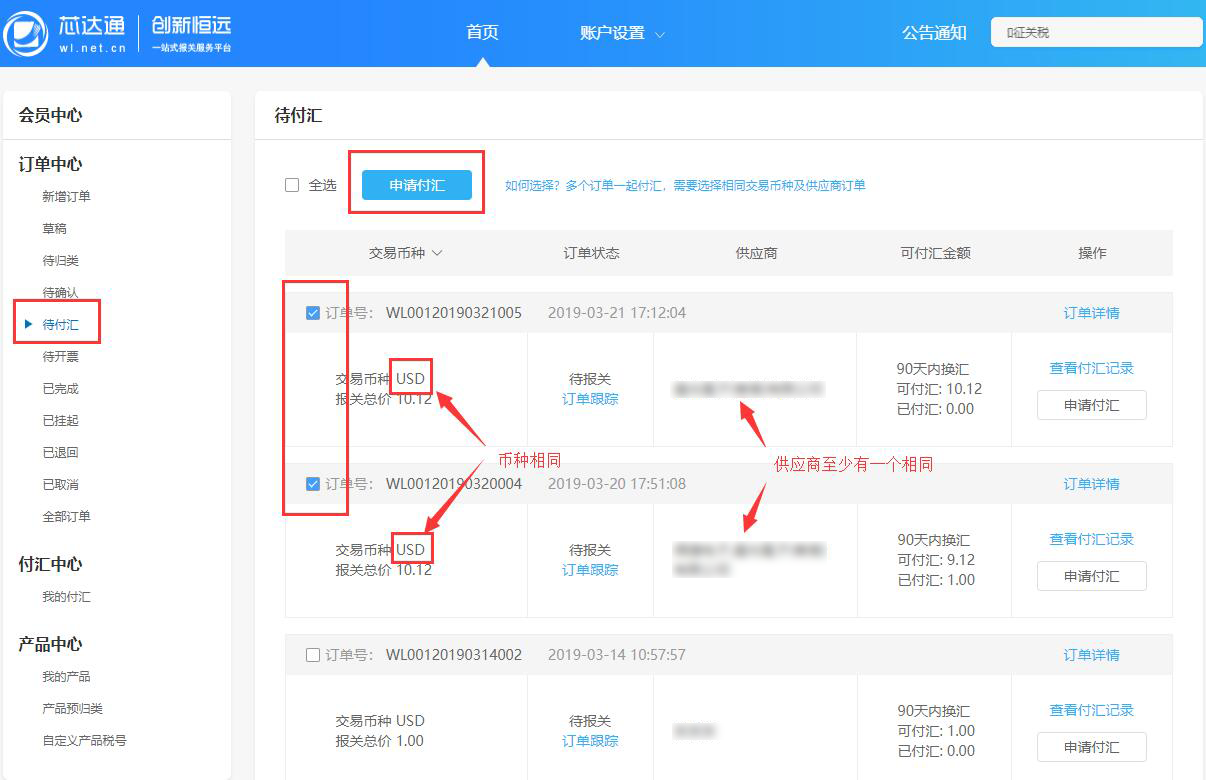 芯达通
wl.net.cn
创新恒远
一站式报关服务平台
首页
账户设置
公告通知
征关税
会员中心
订单中心
新增订单
草稿
待归类
待确认
待付汇
待开票
已完成
已挂起
已退回
已取消
全部订单
付汇中心
我的付汇
产品中心
我的产品
产品预归类
自定义产品税号
待付汇
全选
申请付汇
如何选择? 多个订单一起付汇，需要选择相同交易币种及供应商订单
交易币种 订单状态 供应商 可付汇金额 操作
订单号: WL00120190321005 2019-03-21 17:12:04 订单详情
交易币种 USD
报关总价 10.12
待报关
订单跟踪
90天内换汇
可付汇: 10.12
已付汇: 0.00
查看付汇记录
申请付汇
币种相同
供应商至少有一个相同
订单号: WL00120190320004 2019-03-20 17:51:08 订单详情
交易币种 USD
报关总价 10.12
待报关
订单跟踪
90天内换汇
可付汇: 9.12
已付汇: 1.00
查看付汇记录
申请付汇
订单号: WL00120190314002 2019-03-14 10:57:57 订单详情
交易币种 USD
报关总价 1.00
待报关
订单跟踪
90天内换汇
可付汇: 1.00
已付汇: 0.00
查看付汇记录
申请付汇